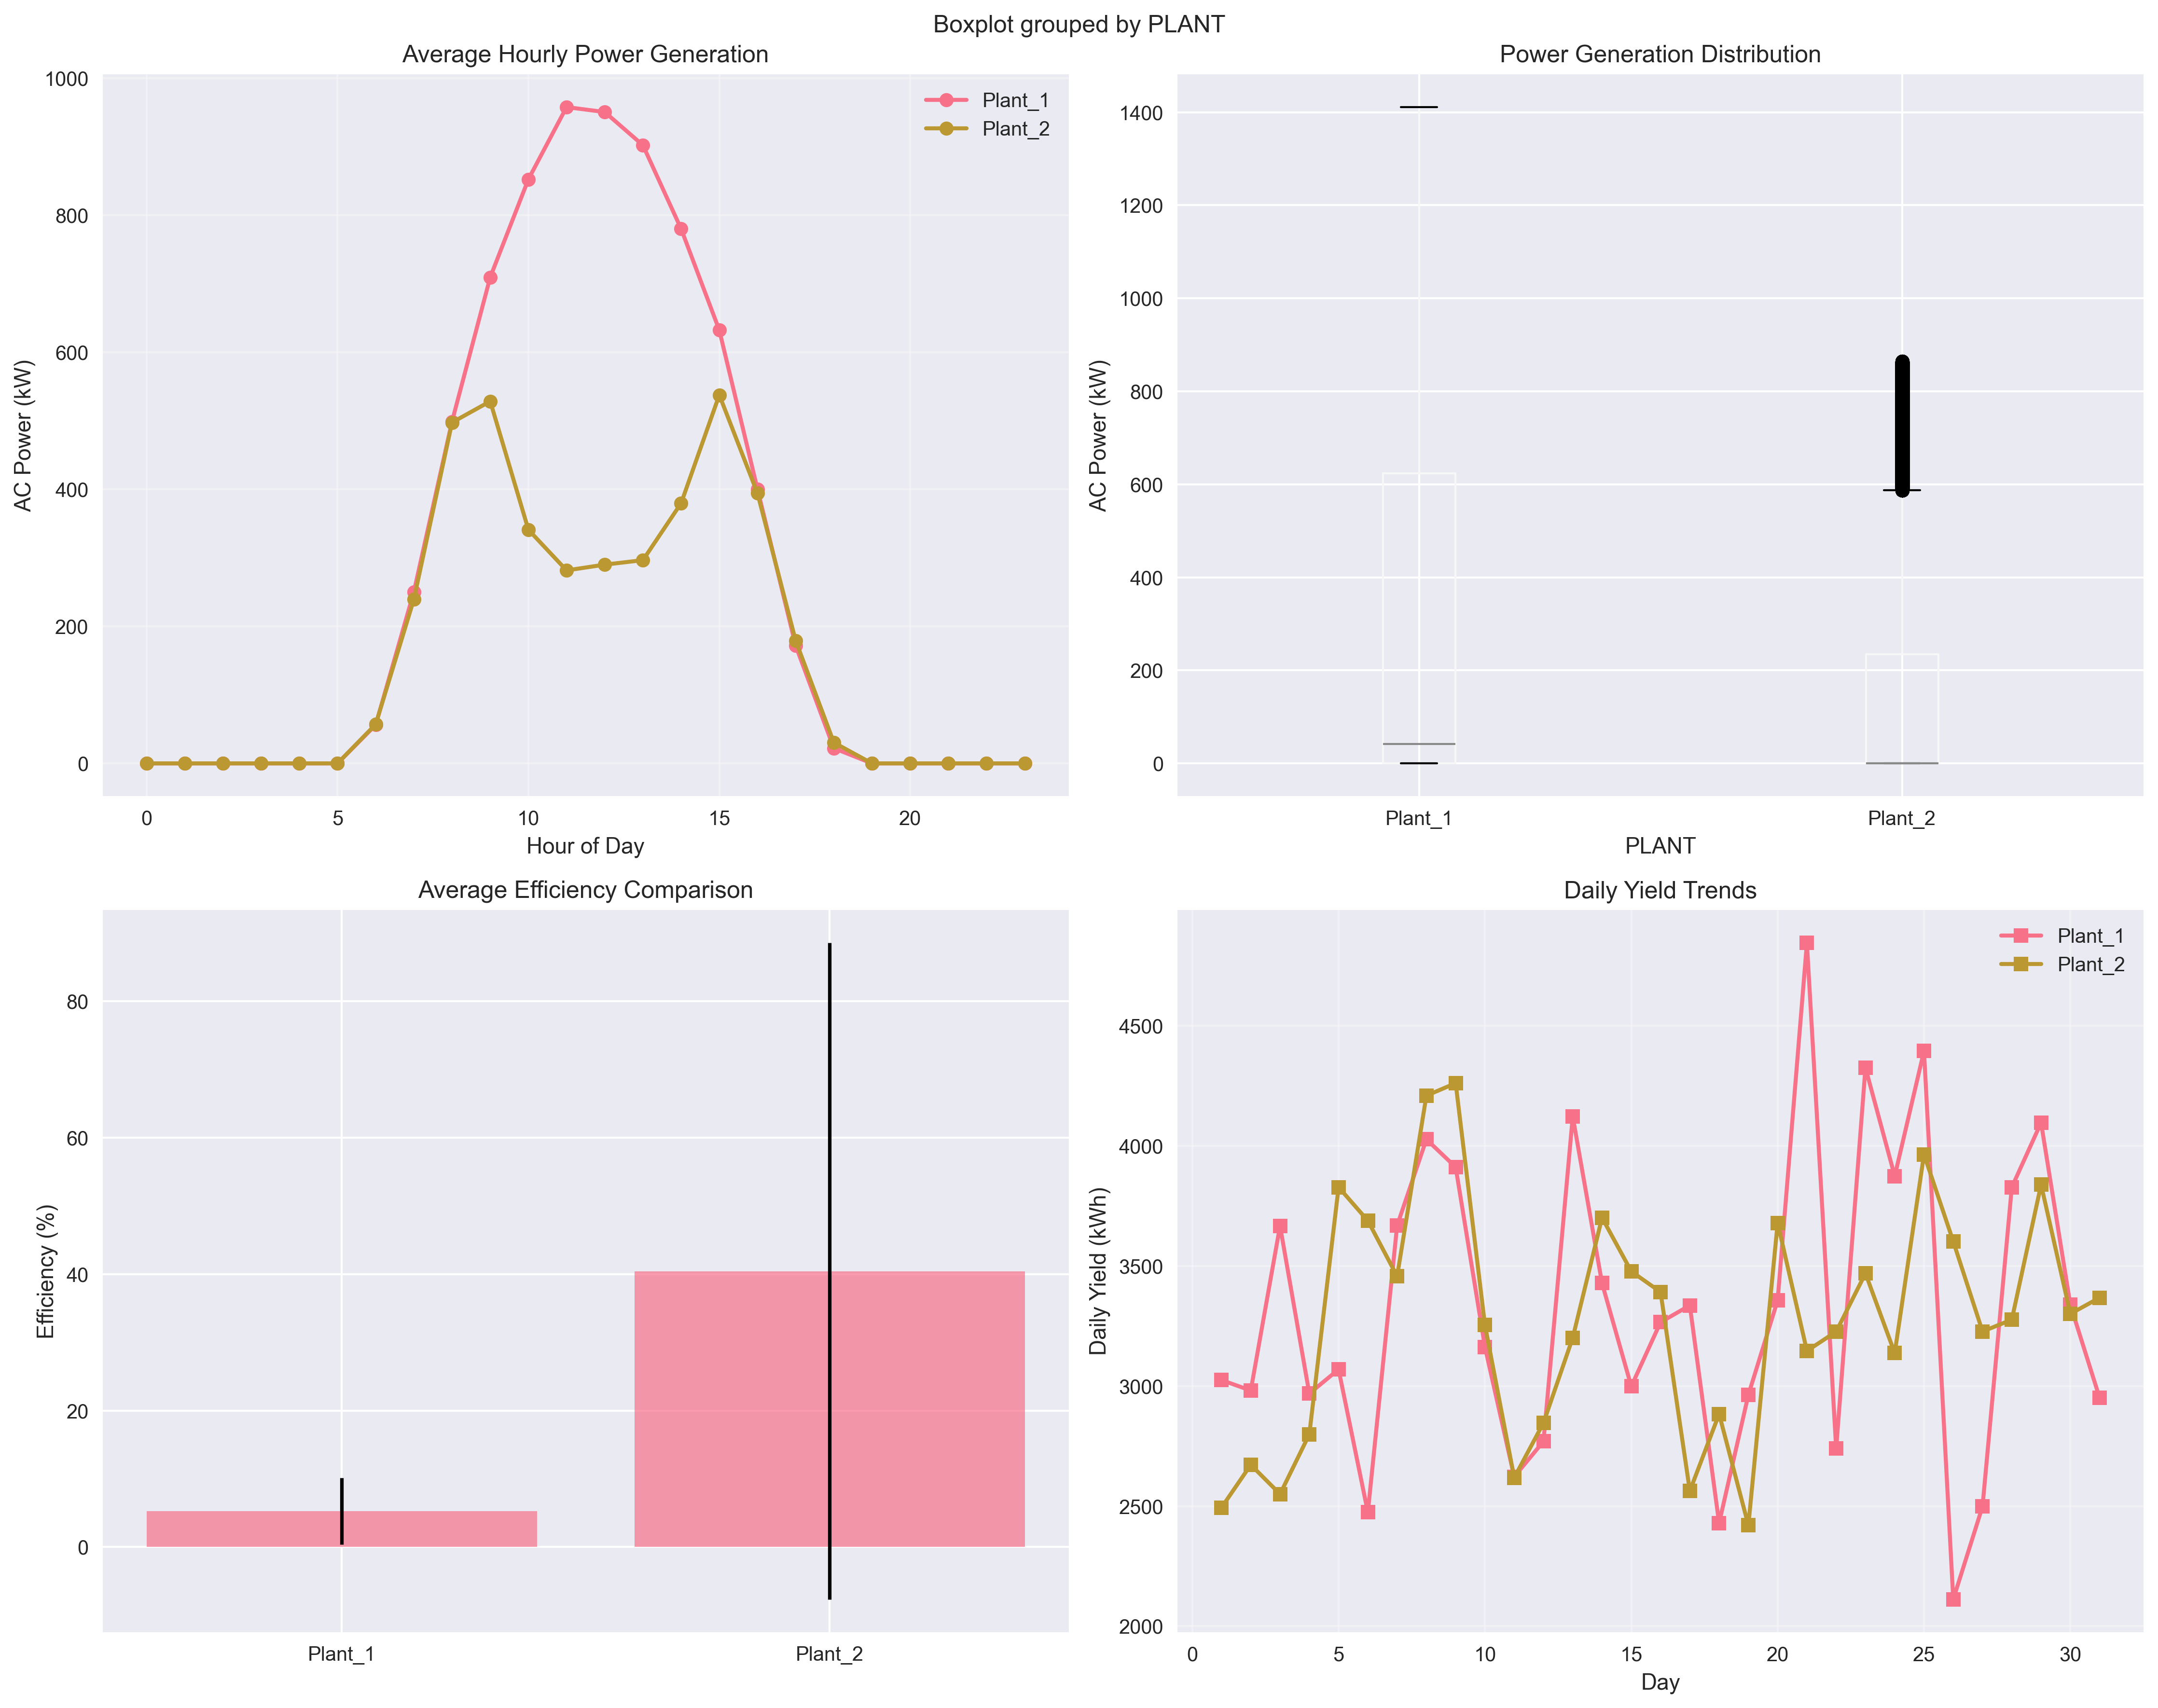 Boxplot grouped by PLANT
Average Hourly Power Generation
1000
800
600
400
200
0
AC Power (kW)
0 5 10 15 20
Hour of Day
Plant_1
Plant_2
Power Generation Distribution
1400
1200
1000
800
600
400
200
0
AC Power (kW)
Plant_1 Plant_2
PLANT
Average Efficiency Comparison
80
60
40
20
0
Efficiency (%)
Plant_1 Plant_2
Daily Yield Trends
4500
4000
3500
3000
2500
2000
Daily Yield (kWh)
0 5 10 15 20 25 30
Day
Plant_1
Plant_2